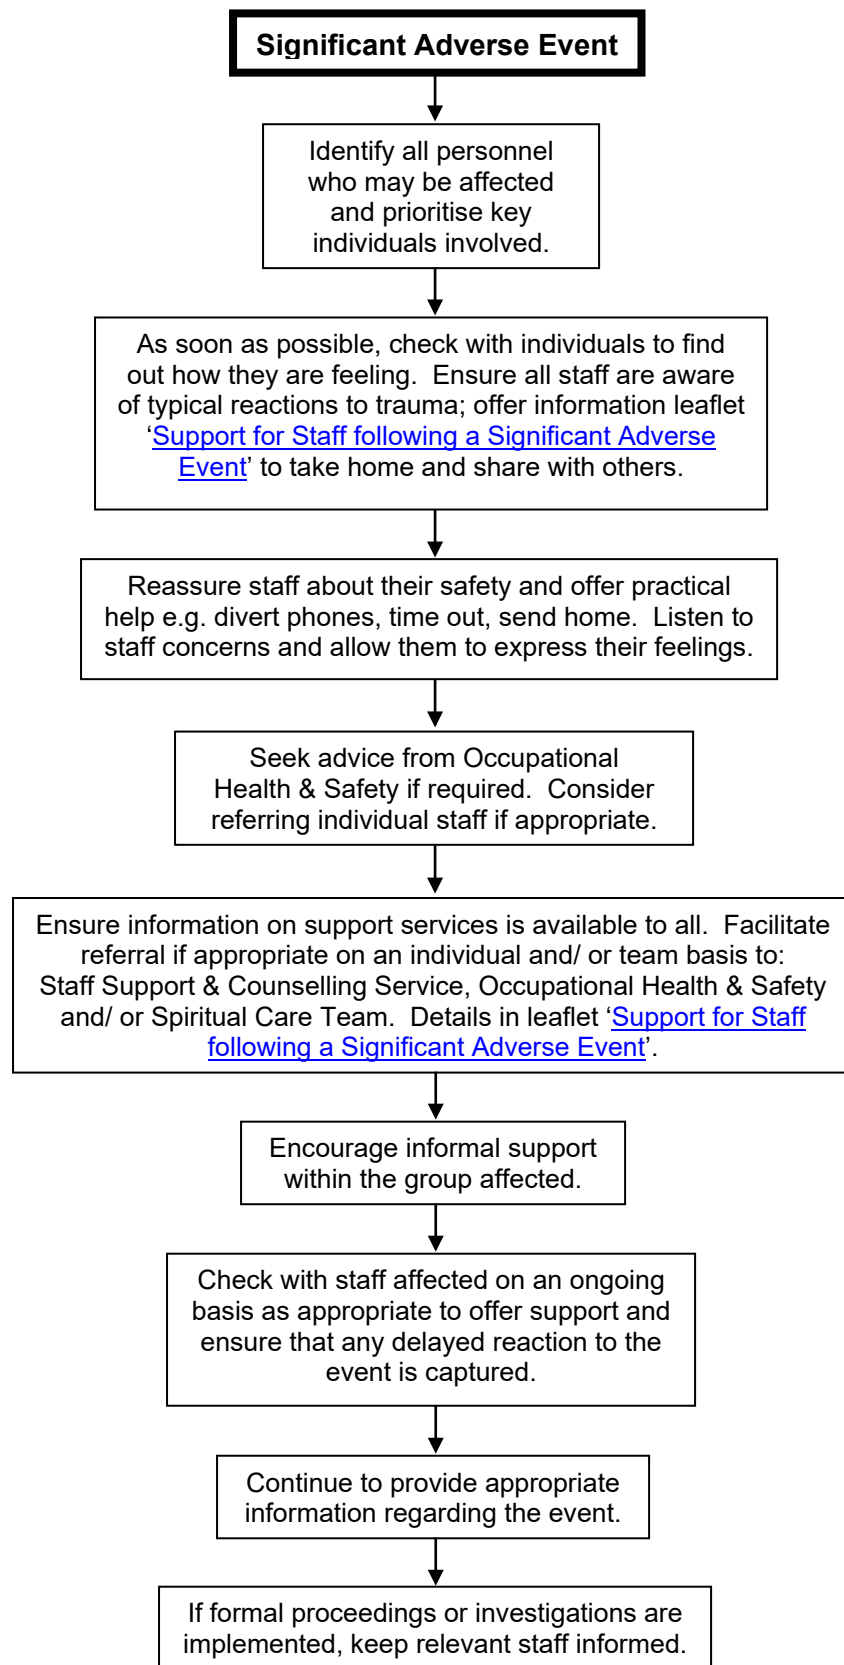 Significant Adverse Event
Identify all personnel
who may be affected
and prioritise key
individuals involved.
As soon as possible, check with individuals to find
out how they are feeling.  Ensure all staff are aware
of typical reactions to trauma; offer information leaflet
‘Support for Staff following a Significant Adverse
Event’ to take home and share with others.
Reassure staff about their safety and offer practical
help e.g. divert phones, time out, send home.  Listen to
staff concerns and allow them to express their feelings.
Seek advice from Occupational
Health & Safety if required.  Consider
referring individual staff if appropriate.
Ensure information on support services is available to all.  Facilitate
referral if appropriate on an individual and/ or team basis to:
Staff Support & Counselling Service, Occupational Health & Safety
and/ or Spiritual Care Team.  Details in leaflet ‘Support for Staff
following a Significant Adverse Event’.
Encourage informal support
within the group affected.
Check with staff affected on an ongoing
basis as appropriate to offer support and
ensure that any delayed reaction to the
event is captured.
Continue to provide appropriate
information regarding the event.
If formal proceedings or investigations are
implemented, keep relevant staff informed.